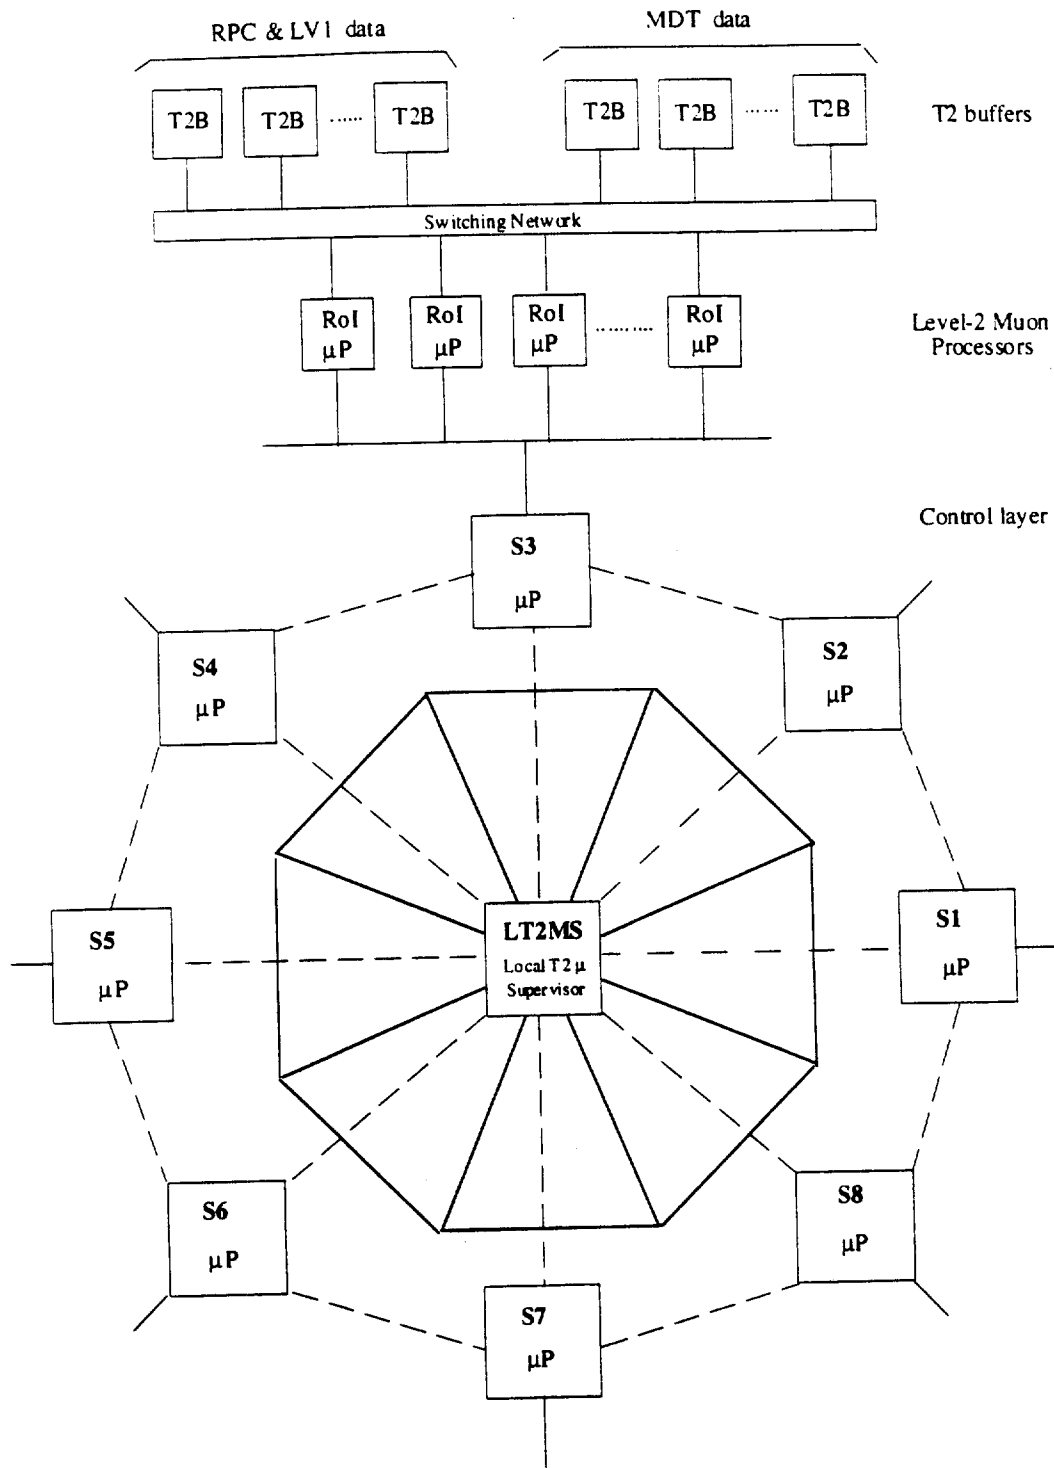 RPC & LV1 data
MDT data
T2B
T2B
......
T2B
T2B
T2B
......
T2B
T2 buffers
Switching Network
RoI
μP
RoI
μP
RoI
μP
..........
RoI
μP
Level-2 Muon
Processors
Control layer
S3
μP
S4
μP
S2
μP
LT2MS
Local T2 μ
Supervisor
S5
μP
S1
μP
S6
μP
S8
μP
S7
μP